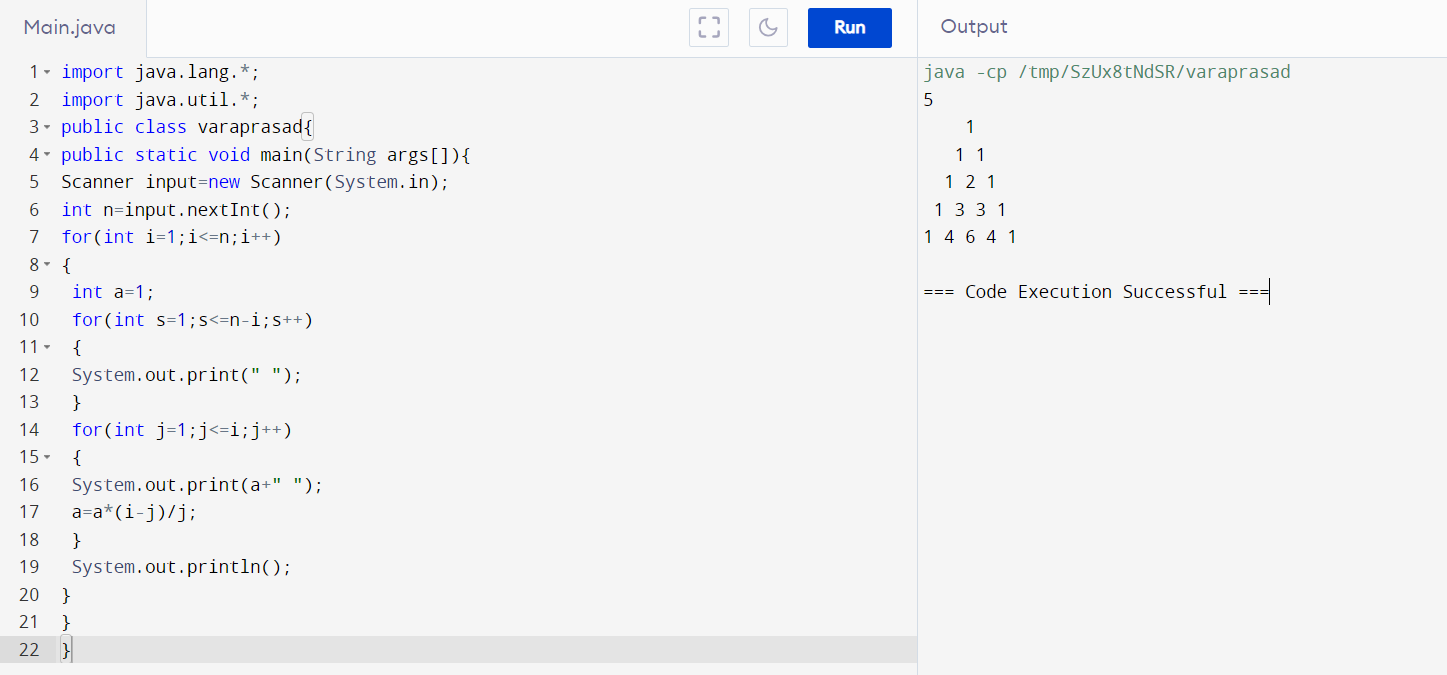 Main.java
Run
Output
1 import java.lang.*;
2 import java.util.*;
3 public class varaprasad{
4 public static void main(String args[]){
5 Scanner input=new Scanner(System.in);
6 int n=input.nextInt();
7 for(int i=1;i<=n;i++)
8 {
9  int a=1;
10  for(int s=1;s<=n-i;s++)
11  {
12  System.out.print(" ");
13  }
14  for(int j=1;j<=i;j++)
15  {
16  System.out.print(a+" ");
17  a=a*(i-j)/j;
18  }
19  System.out.println();
20 }
21 }
22 }
java -cp /tmp/SzUx8tNdSR/varaprasad
5
    1
   1 1
  1 2 1
 1 3 3 1
1 4 6 4 1
=== Code Execution Successful ===